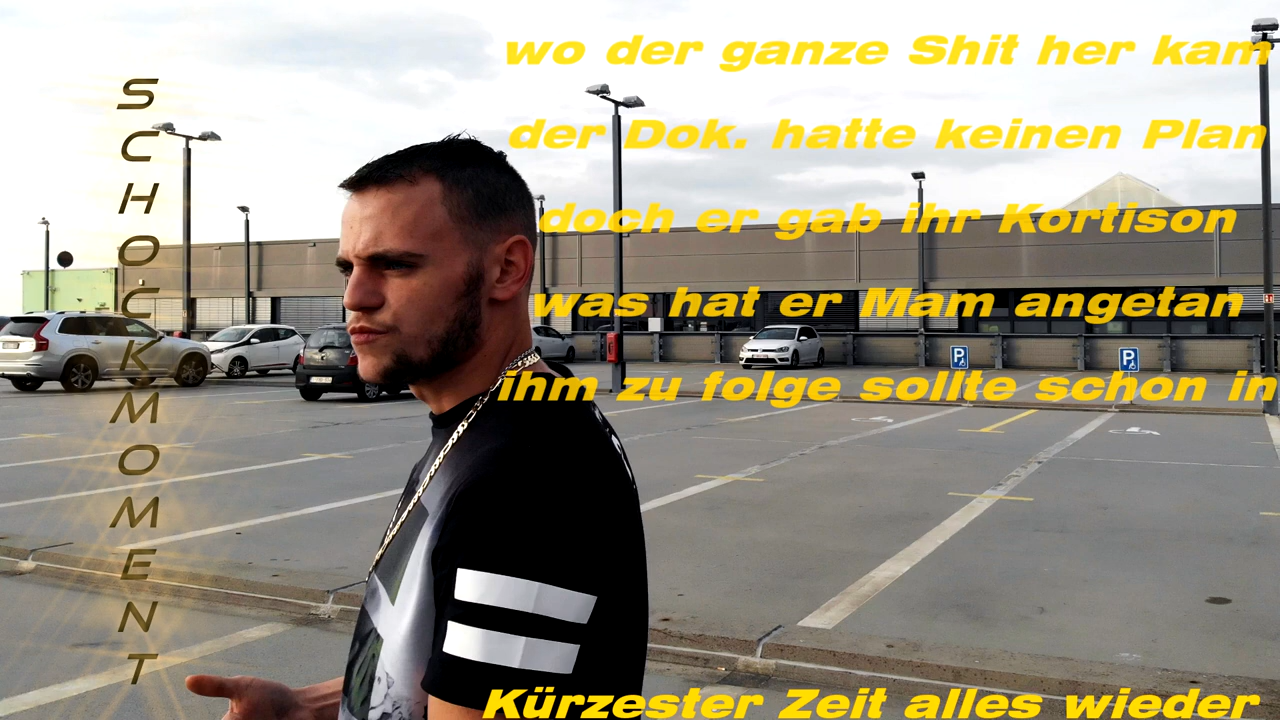 SCHOCKMOMENT
wo der ganze Shit her kam
der Dok. hatte keinen Plan
doch er gab ihr Kortison
was hat er Mam angetan
ihm zu folge sollte schon in
Kürzester Zeit alles wieder
P
P